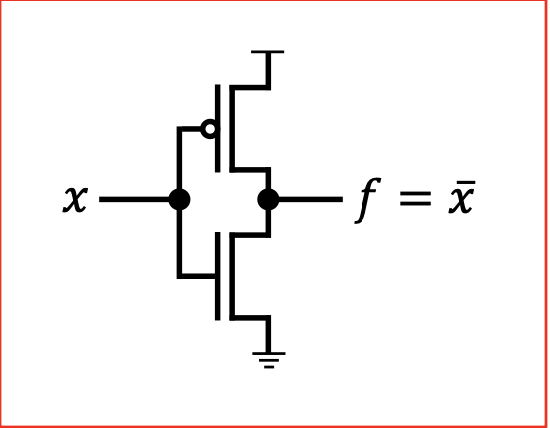 x
f = x̄